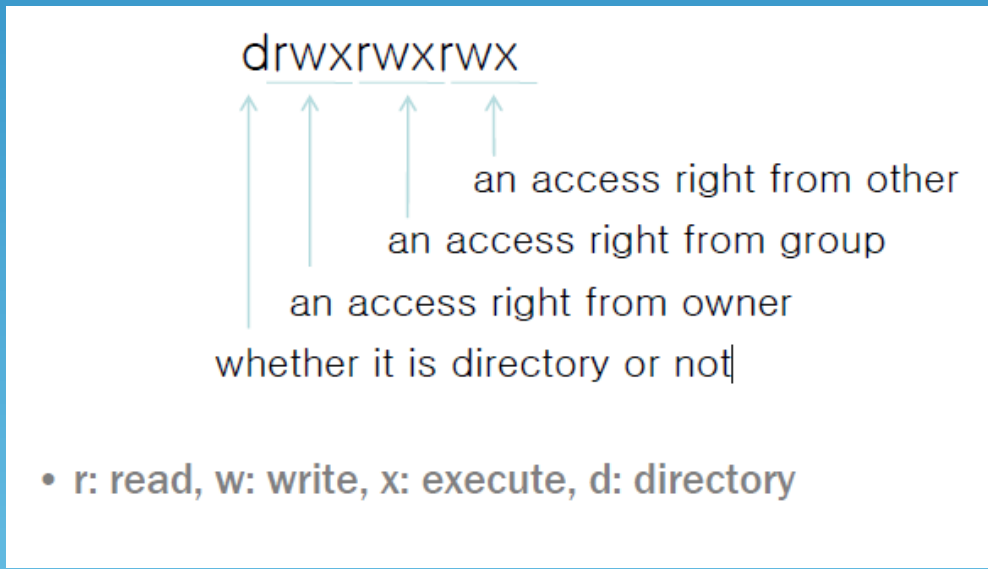 drwxrwxrwx
an access right from other
an access right from group
an access right from owner
whether it is directory or not
• r: read, w: write, x: execute, d: directory